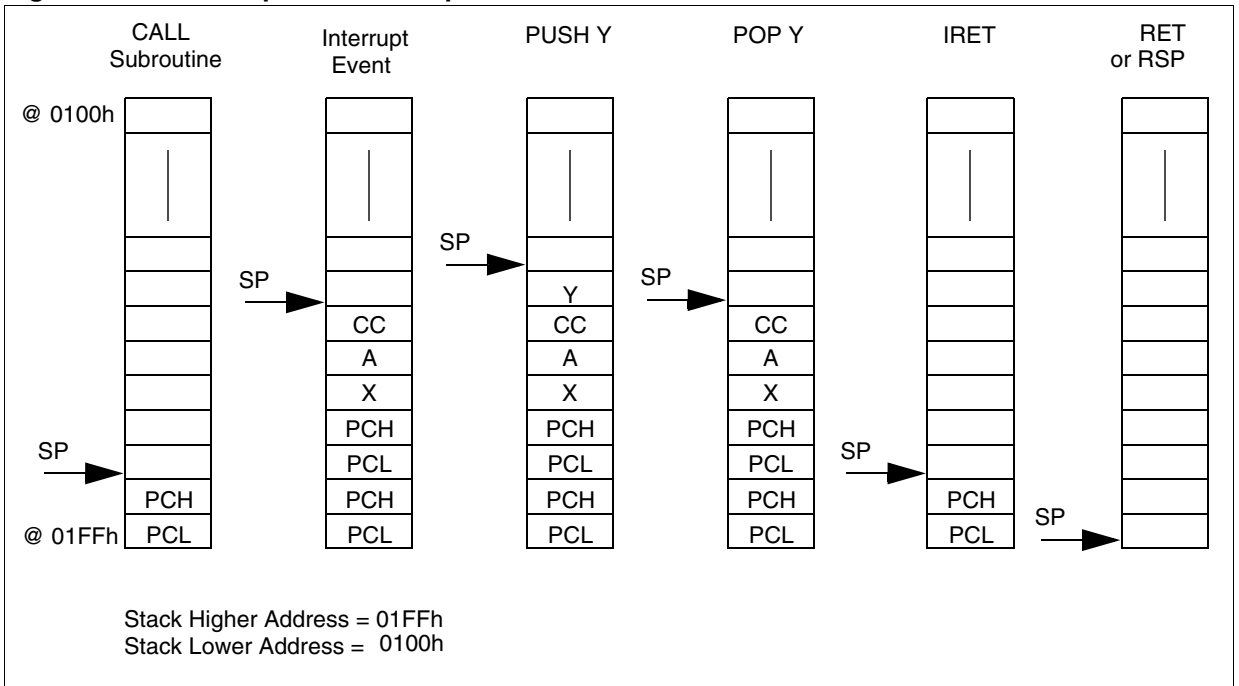 CALL
Subroutine
Interrupt
Event
PUSH Y
POP Y
IRET
RET
or RSP
@ 0100h
SP
SP
SP
Y
CC
CC
CC
A
A
A
X
X
X
PCH
PCH
PCH
SP
SP
PCL
PCL
PCL
PCH
PCH
PCH
PCH
PCH
SP
@ 01FFh
PCL
PCL
PCL
PCL
PCL
Stack Higher Address = 01FFh
Stack Lower Address = 0100h